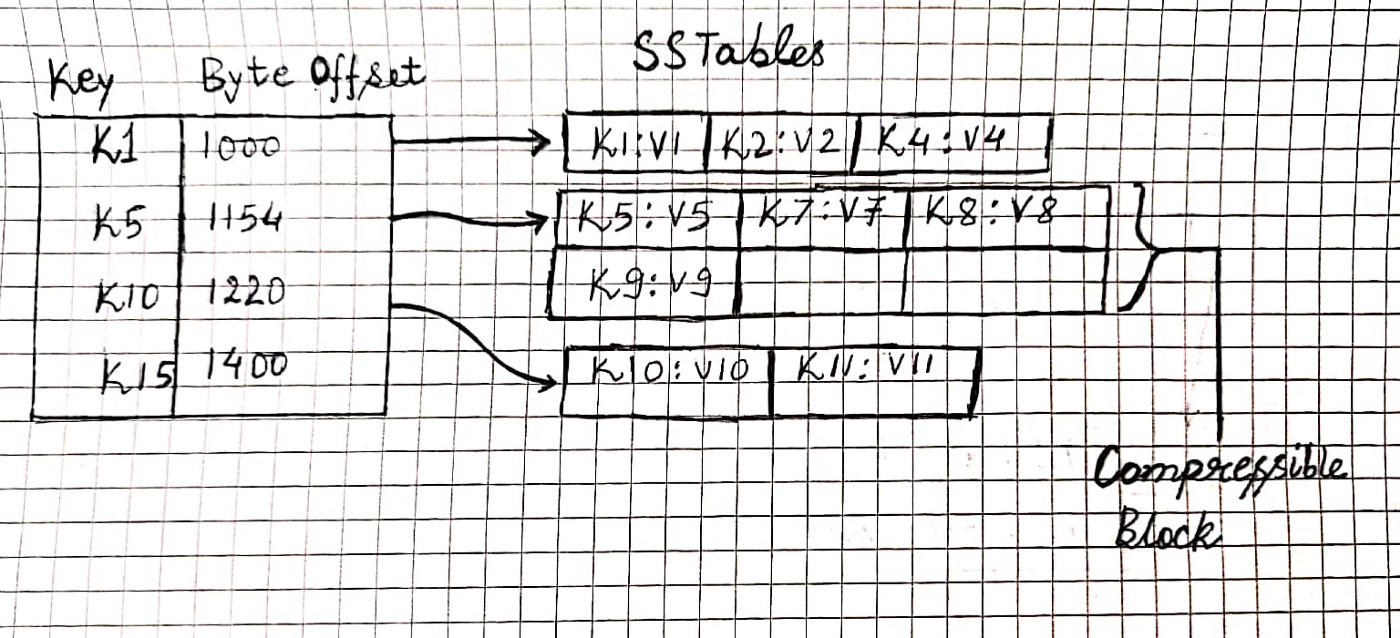 SSTables
Key Byte Offset
K1 1000
K5 1154
K10 1220
K15 1400
K1:V1 K2:V2 K4:V4
K5:V5 K7:V7 K8:V8
K9:V9
K10:V10 K11:V11
Compressible
Block